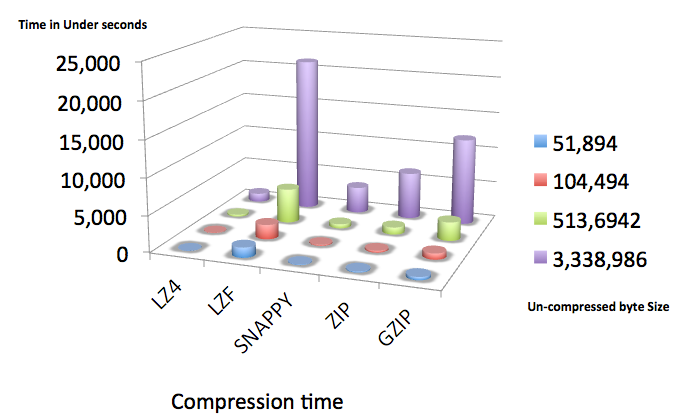 Time in Under seconds
25,000
20,000
15,000
10,000
5,000
0
LZ4
LZF
SNAPPY
ZIP
GZIP
51,894
104,494
513,6942
3,338,986
Un-compressed byte Size
Compression time